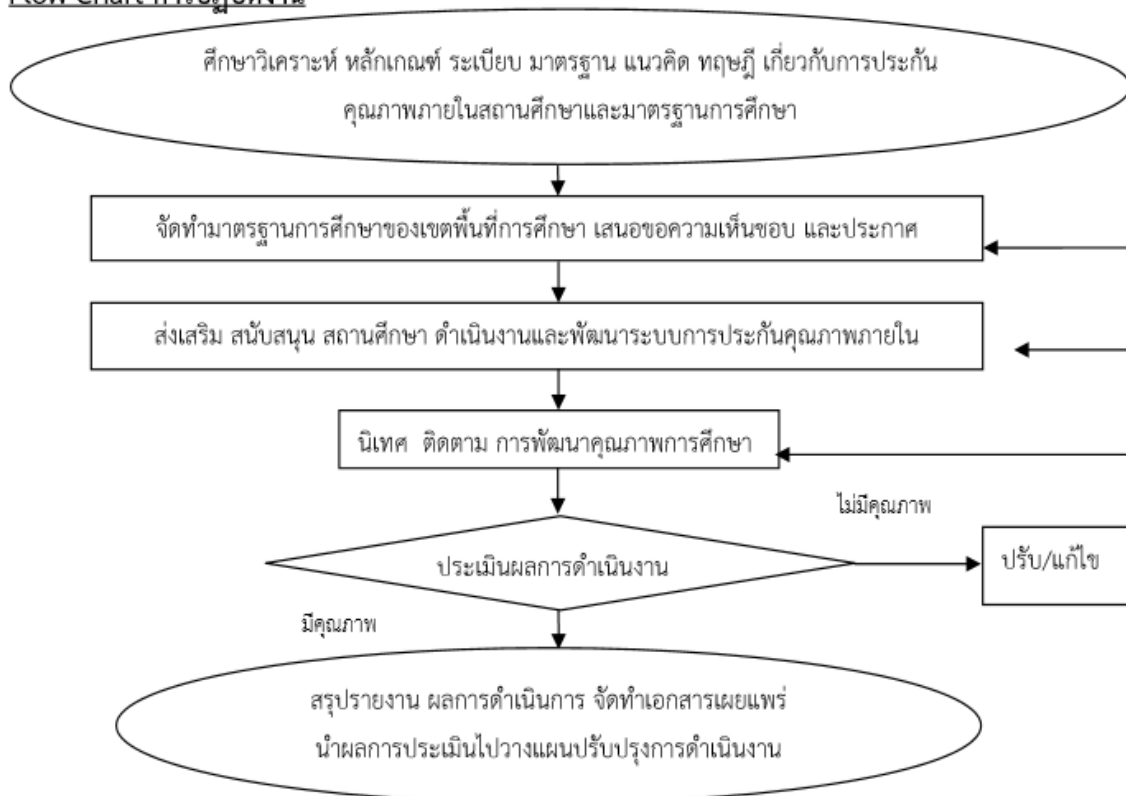 Flow Chart การปฏิบัติงาน
ศึกษาวิเคราะห์ หลักเกณฑ์ ระเบียบ มาตรฐาน แนวคิด ทฤษฎี เกี่ยวกับการประกัน
คุณภาพภายในสถานศึกษาและมาตรฐานการศึกษา
จัดทำมาตรฐานการศึกษาของเขตพื้นที่การศึกษา เสนอขอความเห็นชอบ และประกาศ
ส่งเสริม สนับสนุน สถานศึกษา ดำเนินงานและพัฒนาระบบการประกันคุณภาพภายใน
นิเทศ ติดตาม การพัฒนาคุณภาพการศึกษา
ไม่มีคุณภาพ
ประเมินผลการดำเนินงาน
ปรับ/แก้ไข
มีคุณภาพ
สรุปรายงาน ผลการดำเนินการ จัดทำเอกสารเผยแพร่
นำผลการประเมินไปวางแผนปรับปรุงการดำเนินงาน